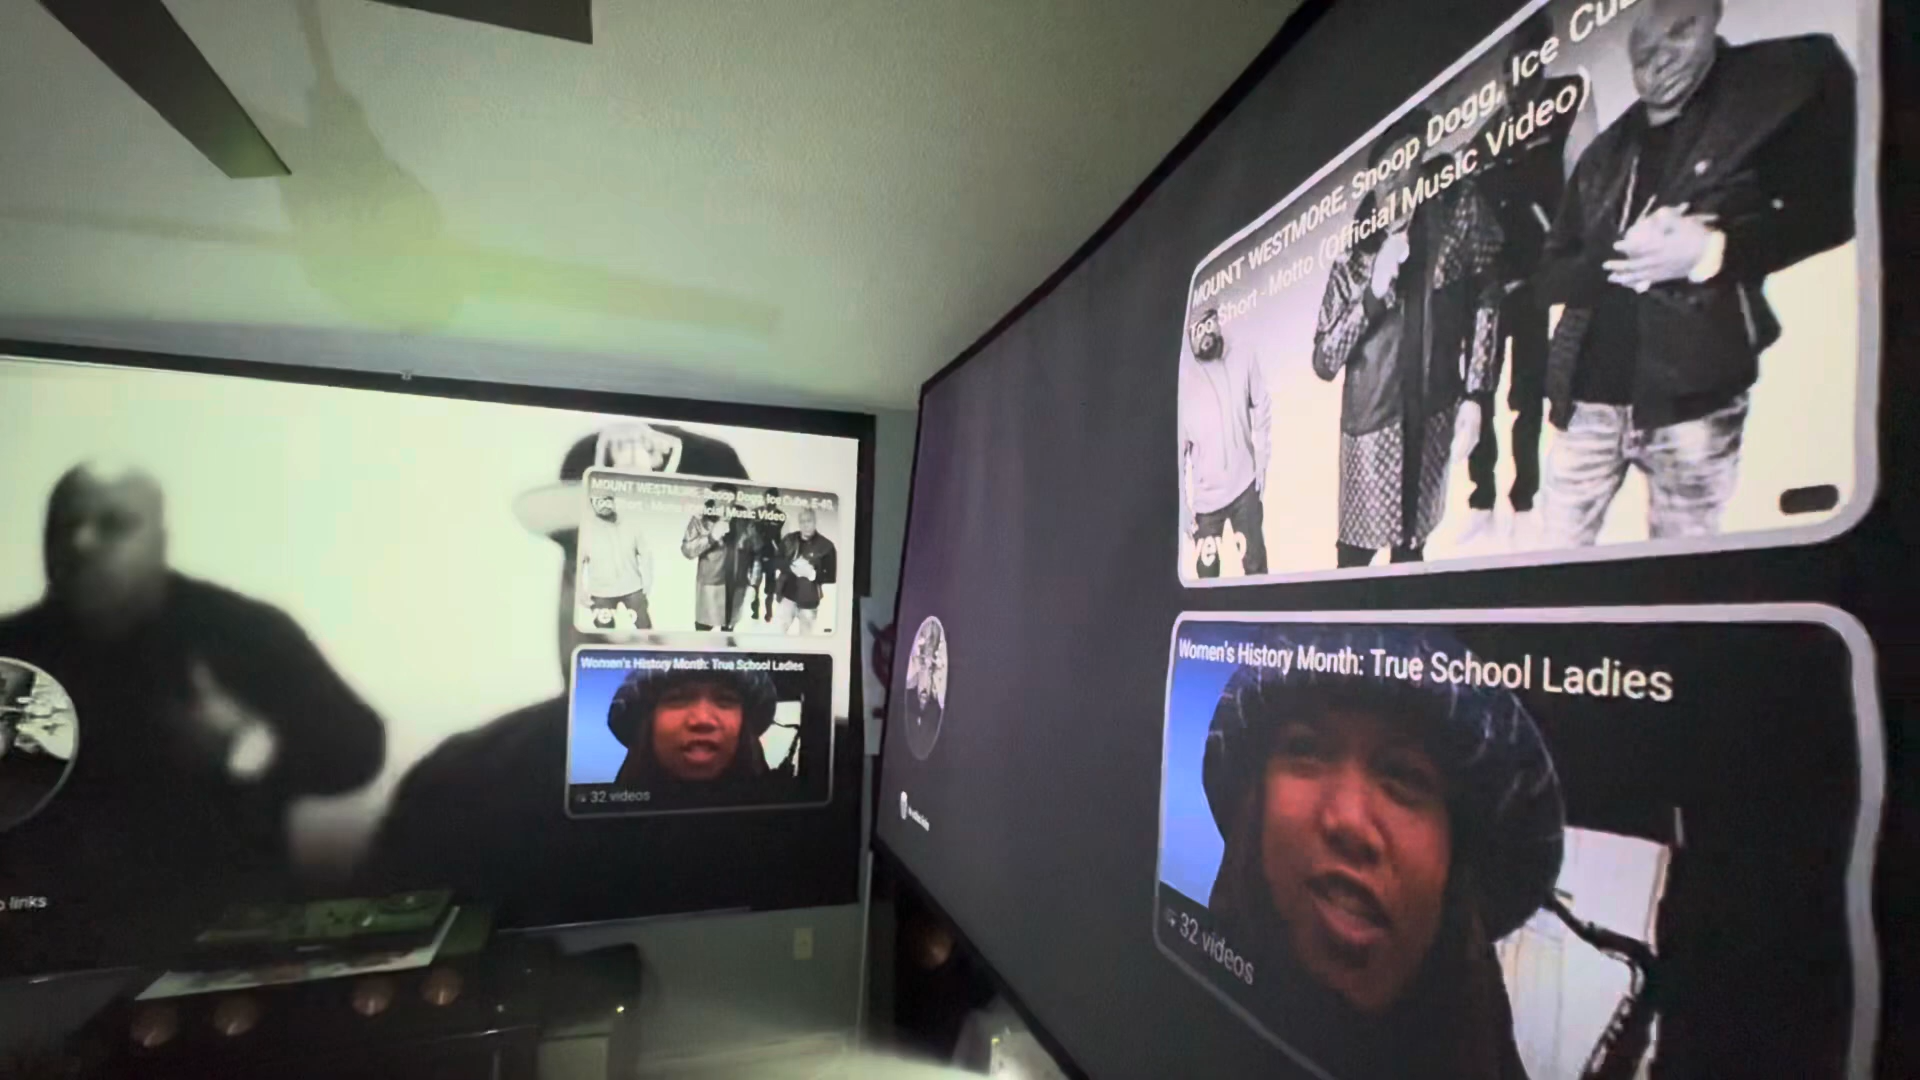 MOUNT WESTMORE, Snoop Dogg, Ice Cube, E-40,
Too Short - Motto (Official Music Video)
vevo
Women's History Month: True School Ladies
32 videos
links
MOUNT WESTMORE, Snoop Dogg, Ice Cu
Too Short - Motto (Official Music Video)
vevo
Women's History Month: True School Ladies
32 videos